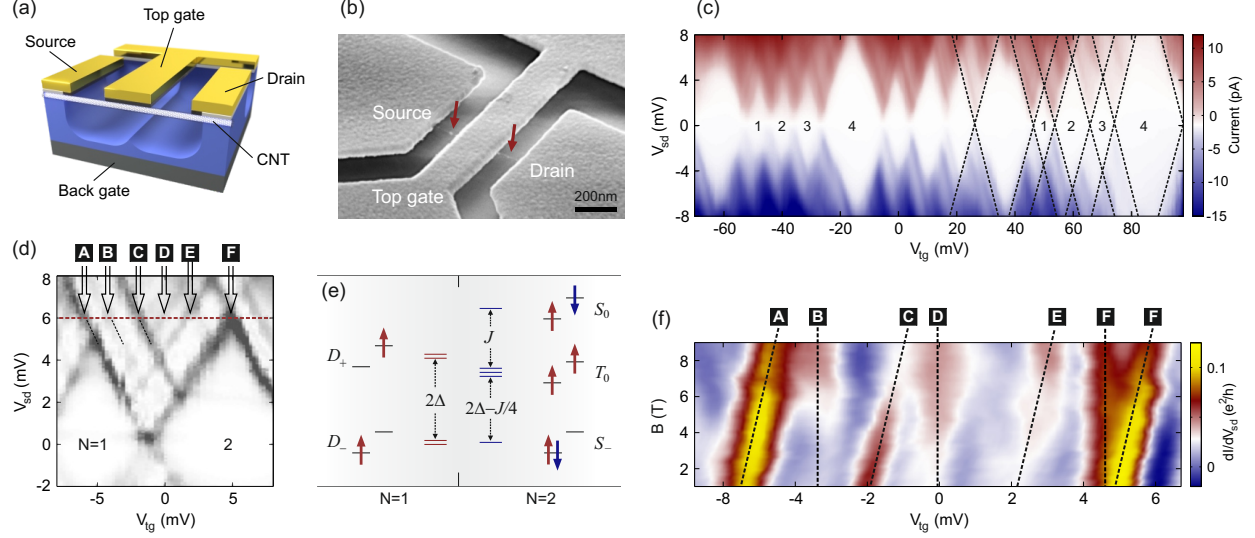 (a)
Top gate
Source
Drain
CNT
Back gate
(b)
Source
Drain
Top gate
200nm
(c)
8
4
0
-4
-8
V_sd (mV)
1 2 3 4 1 2 3 4
-60 -40 -20 0 20 40 60 80
V_tg (mV)
10
5
0
-5
-10
-15
Current (pA)
(d)
A B C D E F
8
6
4
2
0
-2
V_sd (mV)
N=1 2
-5 0 5
V_tg (mV)
(e)
D_+
D_-
2Δ
J
2Δ−J/4
S_0
T_0
S_-
N=1 N=2
(f)
A B C D E F F
8
6
4
2
B (T)
-8 -6 -4 -2 0 2 4 6
V_tg (mV)
0.1
0
dI/dV_sd (e²/h)